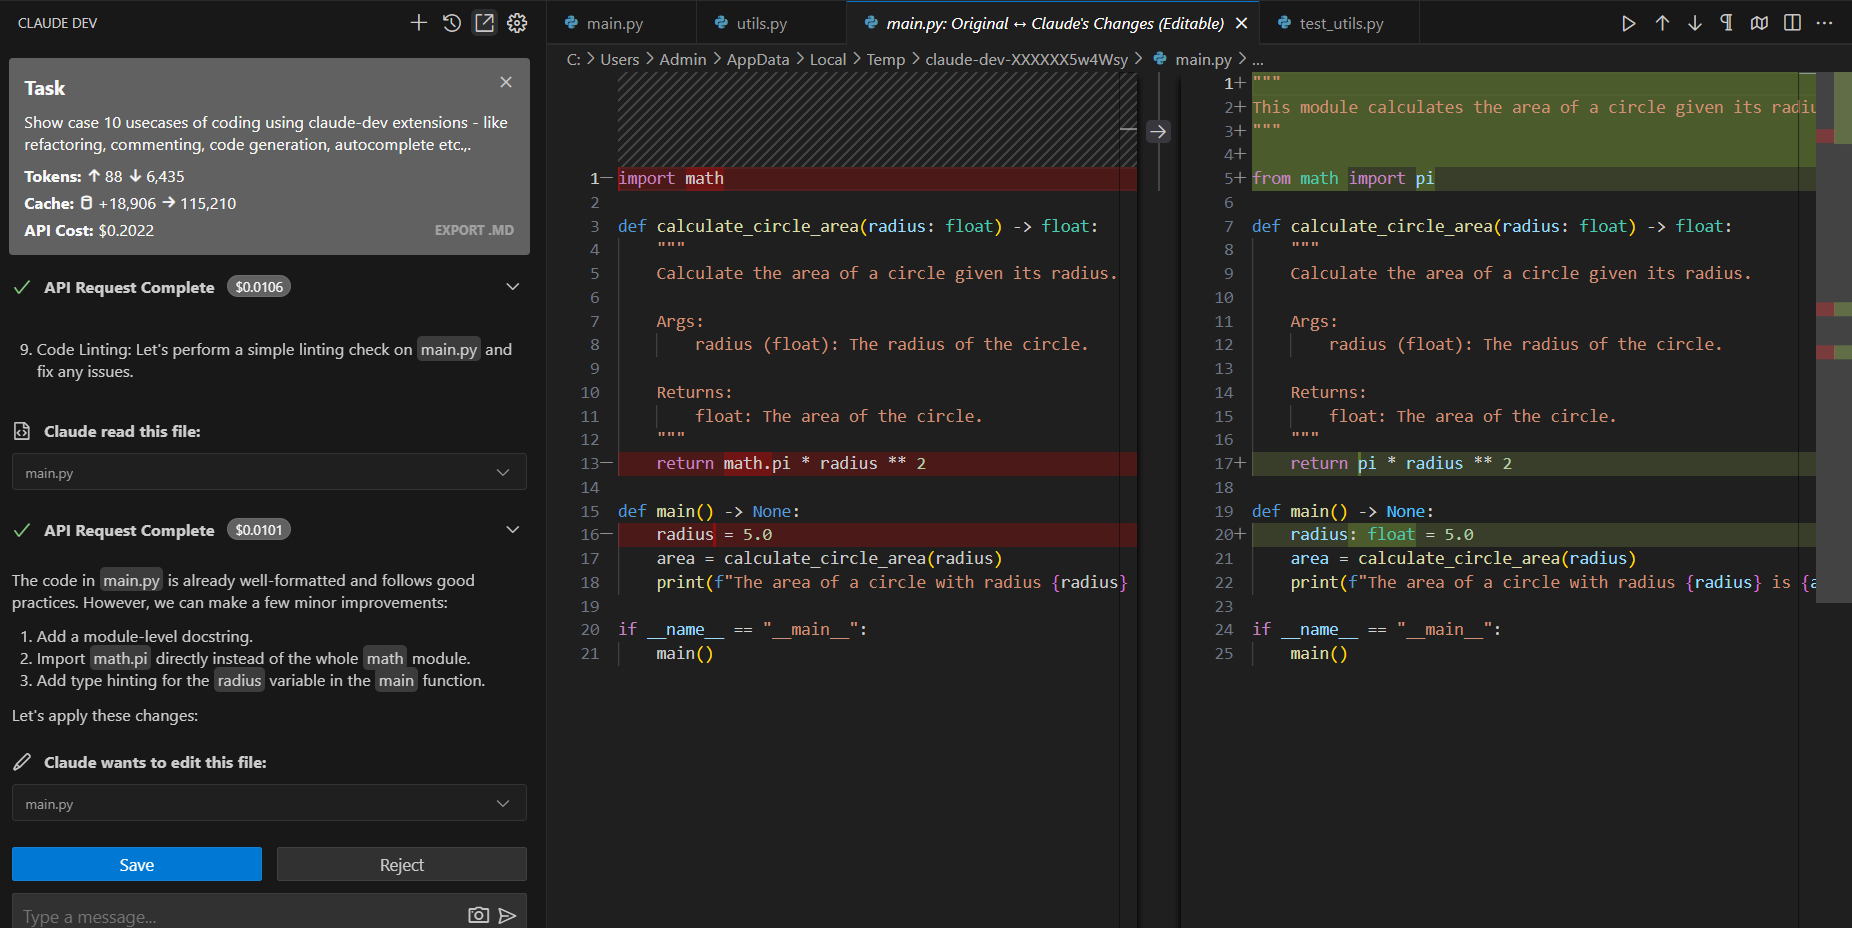 CLAUDE DEV
Task
Show case 10 usecases of coding using claude-dev extensions - like
refactoring, commenting, code generation, autocomplete etc.,.
Tokens: ↑ 88 ↓ 6,435
Cache: +18,906 → 115,210
API Cost: $0.2022
EXPORT .MD
API Request Complete $0.0106
9. Code Linting: Let's perform a simple linting check on main.py and
fix any issues.
Claude read this file:
main.py
API Request Complete $0.0101
The code in main.py is already well-formatted and follows good
practices. However, we can make a few minor improvements:
1. Add a module-level docstring.
2. Import math.pi directly instead of the whole math module.
3. Add type hinting for the radius variable in the main function.
Let's apply these changes:
Claude wants to edit this file:
main.py
Save
Reject
Type a message...
main.py
utils.py
main.py: Original ↔ Claude's Changes (Editable)
test_utils.py
C: > Users > Admin > AppData > Local > Temp > claude-dev-XXXXXX5w4Wsy > main.py > ...
1− import math
2
3 def calculate_circle_area(radius: float) -> float:
4 """
5 Calculate the area of a circle given its radius.
6
7 Args:
8 radius (float): The radius of the circle.
9
10 Returns:
11 float: The area of the circle.
12 """
13− return math.pi * radius ** 2
14
15 def main() -> None:
16− radius = 5.0
17 area = calculate_circle_area(radius)
18 print(f"The area of a circle with radius {radius}
19
20 if __name__ == "__main__":
21 main()
1+ """
2+ This module calculates the area of a circle given its radiu
3+ """
4+
5+ from math import pi
6
7 def calculate_circle_area(radius: float) -> float:
8 """
9 Calculate the area of a circle given its radius.
10
11 Args:
12 radius (float): The radius of the circle.
13
14 Returns:
15 float: The area of the circle.
16 """
17+ return pi * radius ** 2
18
19 def main() -> None:
20+ radius: float = 5.0
21 area = calculate_circle_area(radius)
22 print(f"The area of a circle with radius {radius} is {a
23
24 if __name__ == "__main__":
25 main()